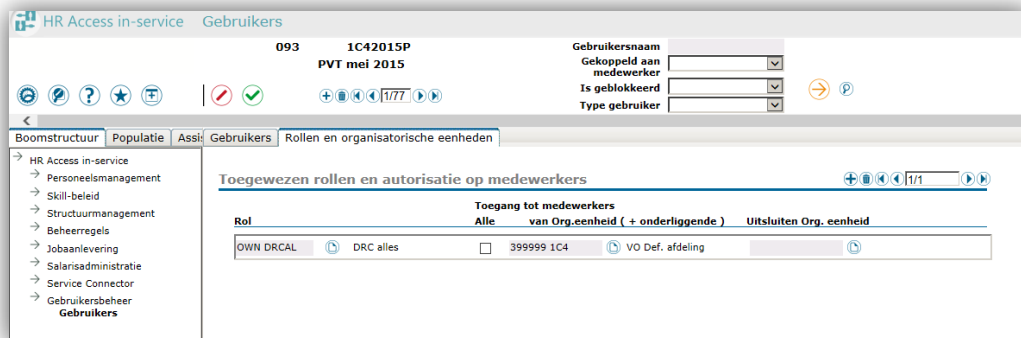 HR Access in-service Gebruikers
093 1C42015P
PVT mei 2015
Gebruikersnaam
Gekoppeld aan medewerker
Is geblokkeerd
Type gebruiker
1/77
Boomstructuur Populatie Assi Gebruikers Rollen en organisatorische eenheden
HR Access in-service
Personeelsmanagement
Skill-beleid
Structuurmanagement
Beheerregels
Jobaanlevering
Salarisadministratie
Service Connector
Gebruikersbeheer
Gebruikers
Toegewezen rollen en autorisatie op medewerkers 1/1
Toegang tot medewerkers
Rol Alle van Org.eenheid ( + onderliggende ) Uitsluiten Org. eenheid
OWN DRCAL DRC alles 399999 1C4 VO Def. afdeling